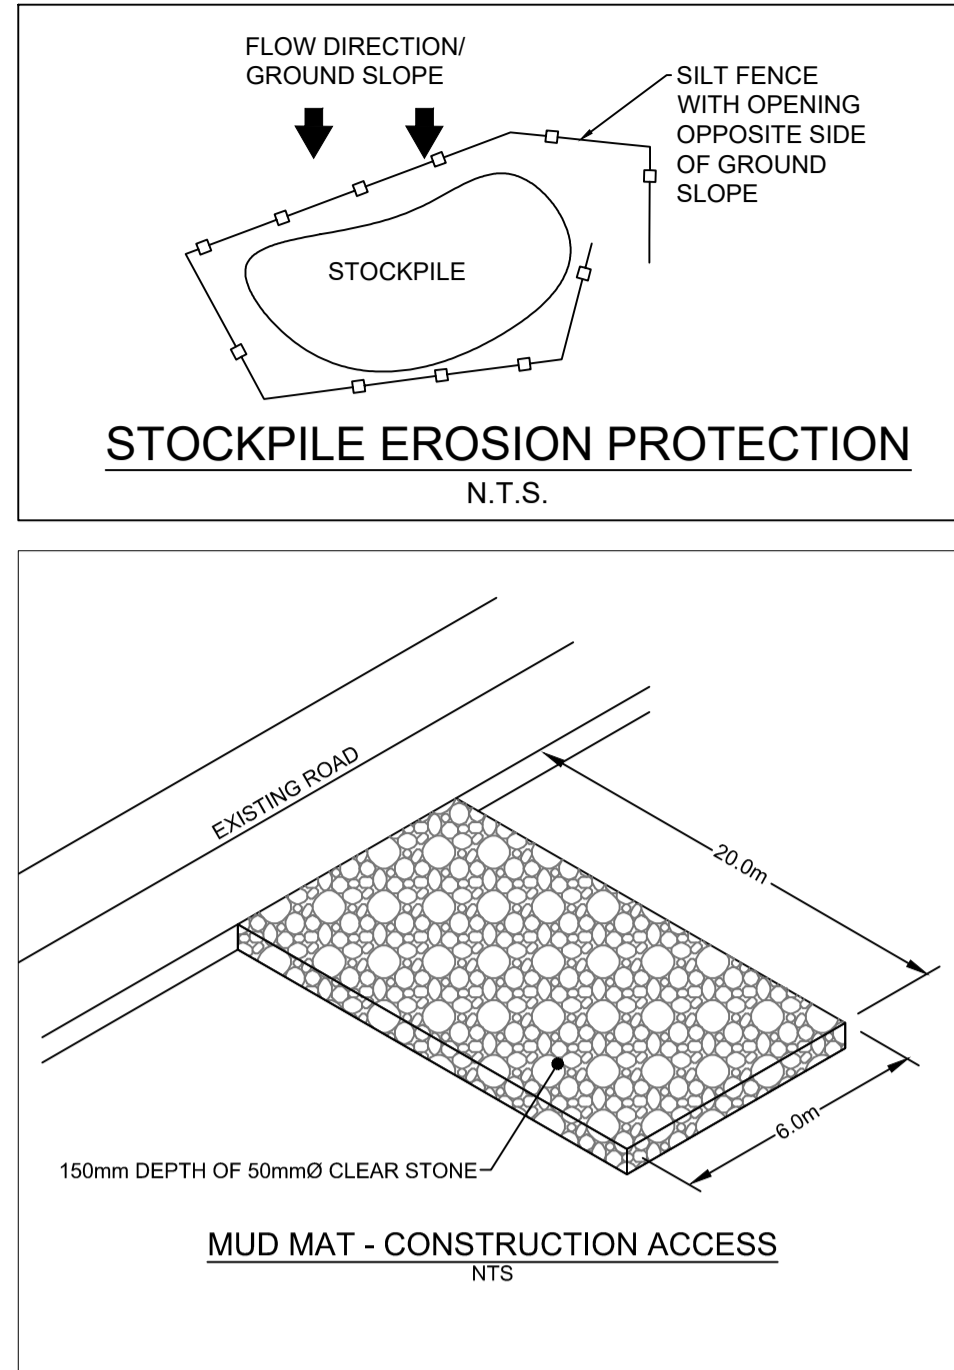 FLOW DIRECTION/
GROUND SLOPE
SILT FENCE
WITH OPENING
OPPOSITE SIDE
OF GROUND
SLOPE
STOCKPILE
STOCKPILE EROSION PROTECTION
N.T.S.
EXISTING ROAD
20.0m
6.0m
150mm DEPTH OF 50mmØ CLEAR STONE
MUD MAT - CONSTRUCTION ACCESS
NTS